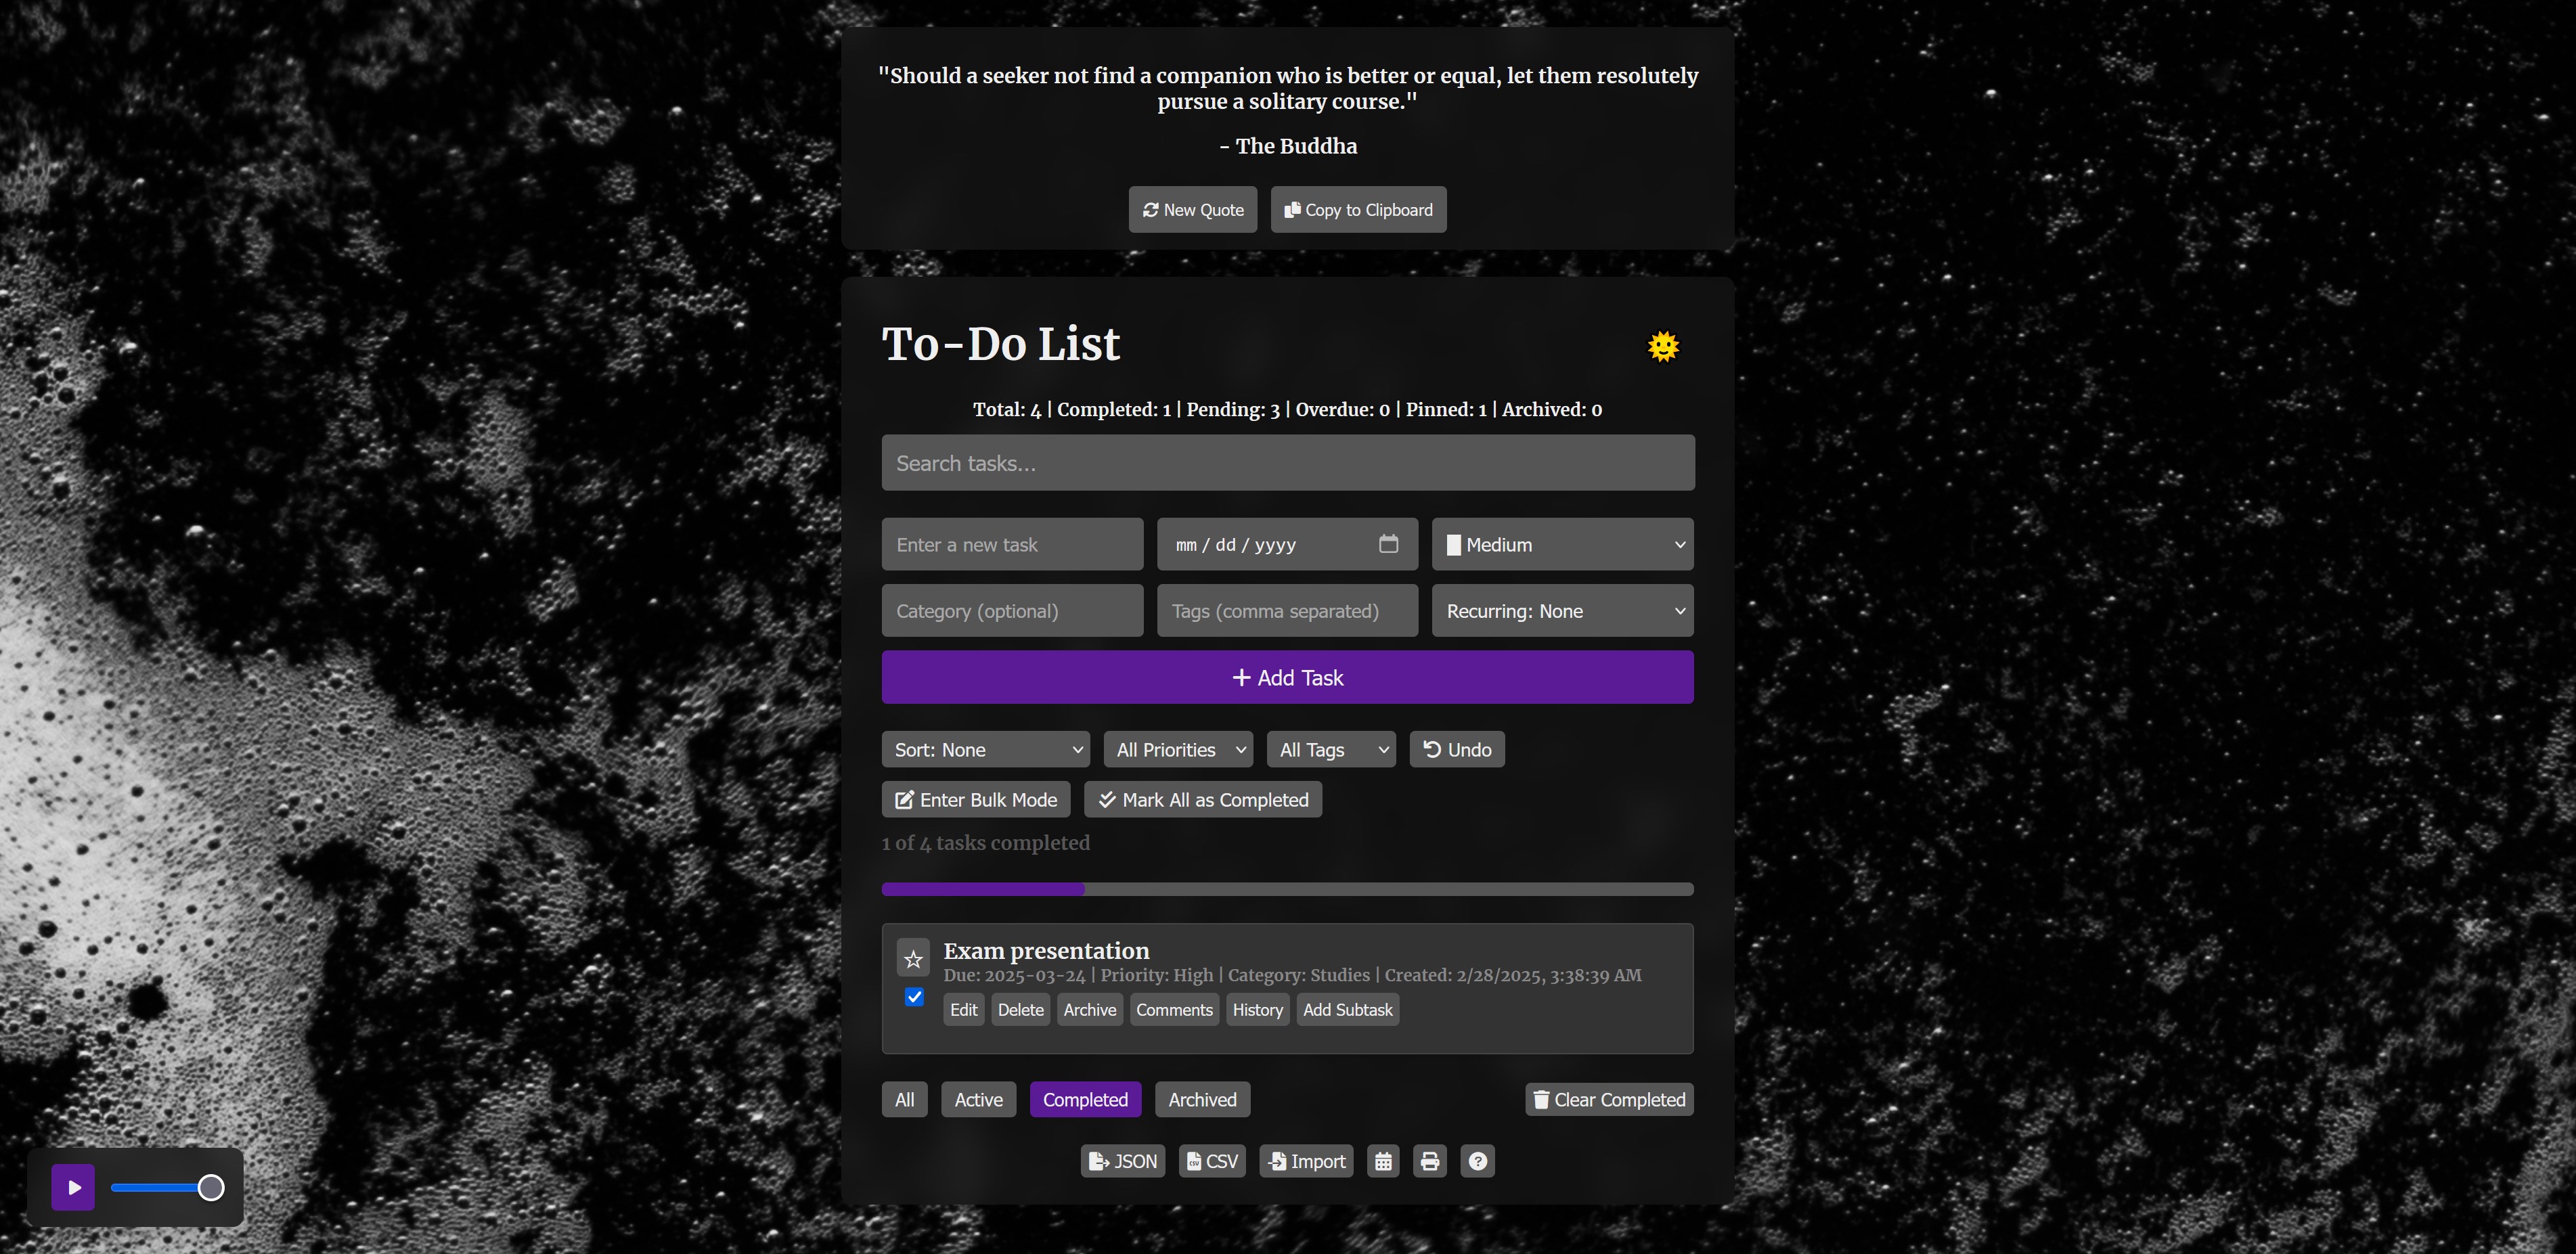 "Should a seeker not find a companion who is better or equal, let them resolutely
pursue a solitary course."
- The Buddha
New Quote
Copy to Clipboard
To-Do List
Total: 4 | Completed: 1 | Pending: 3 | Overdue: 0 | Pinned: 1 | Archived: 0
Search tasks...
Enter a new task
mm / dd / yyyy
Medium
Category (optional)
Tags (comma separated)
Recurring: None
+ Add Task
Sort: None
All Priorities
All Tags
Undo
Enter Bulk Mode
Mark All as Completed
1 of 4 tasks completed
Exam presentation
Due: 2025-03-24 | Priority: High | Category: Studies | Created: 2/28/2025, 3:38:39 AM
Edit
Delete
Archive
Comments
History
Add Subtask
All
Active
Completed
Archived
Clear Completed
JSON
CSV
Import